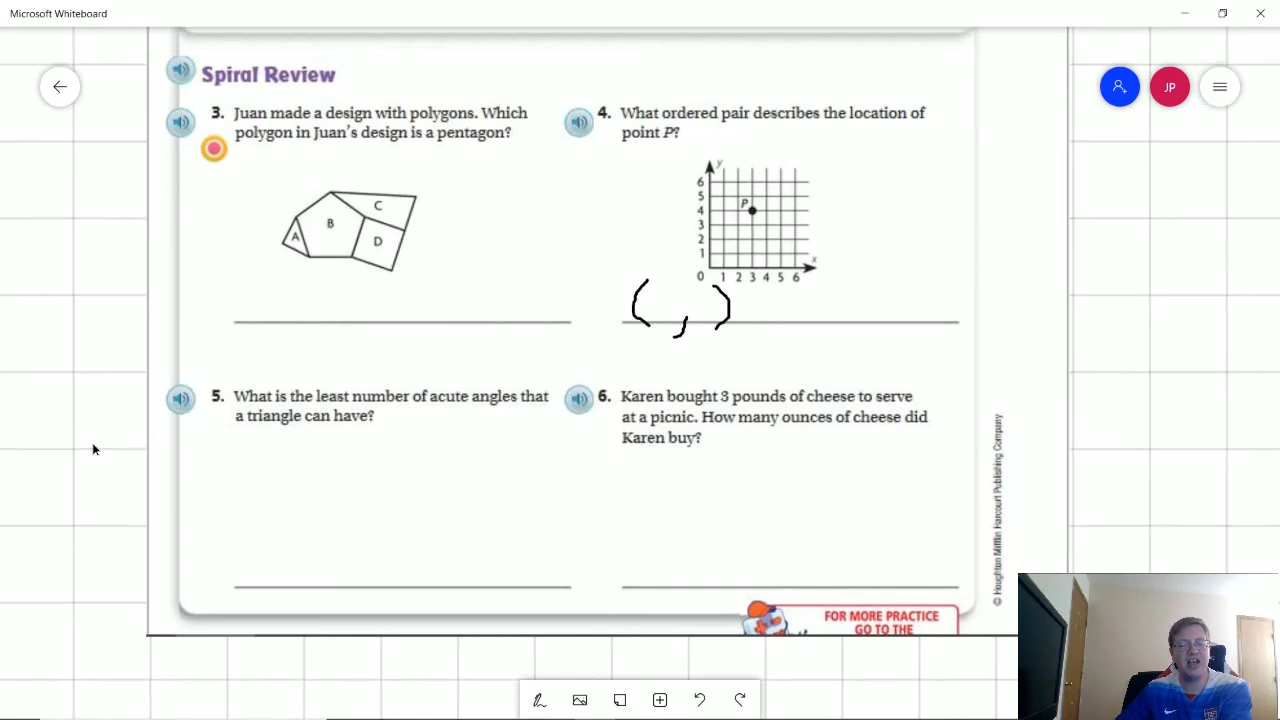 Microsoft Whiteboard
JP
Spiral Review
3. Juan made a design with polygons. Which
polygon in Juan's design is a pentagon?
A
B
C
D
4. What ordered pair describes the location of
point P?
y
6
5
4
3
2
1
P
x
0 1 2 3 4 5 6
( , )
5. What is the least number of acute angles that
a triangle can have?
6. Karen bought 3 pounds of cheese to serve
at a picnic. How many ounces of cheese did
Karen buy?
© Houghton Mifflin Harcourt Publishing Company
FOR MORE PRACTICE
GO TO THE